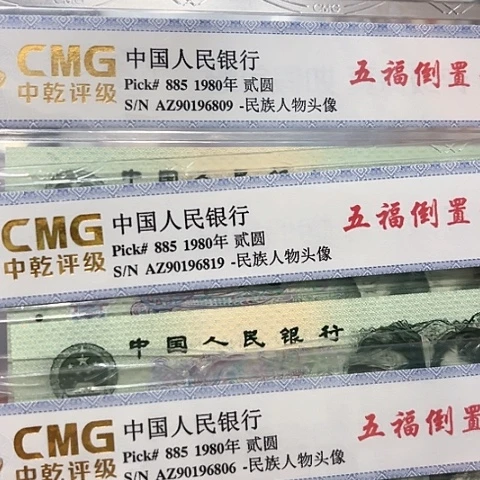 CMG
中乾评级
中国人民银行
Pick# 885 1980年 贰圆
S/N AZ90196809 -民族人物头像
五福倒置
CMG
中乾评级
中国人民银行
Pick# 885 1980年 贰圆
S/N AZ90196819 -民族人物头像
五福倒置
中国人民银行
CMG
中乾评级
中国人民银行
Pick# 885 1980年 贰圆
S/N AZ90196806 -民族人物头像
五福倒置